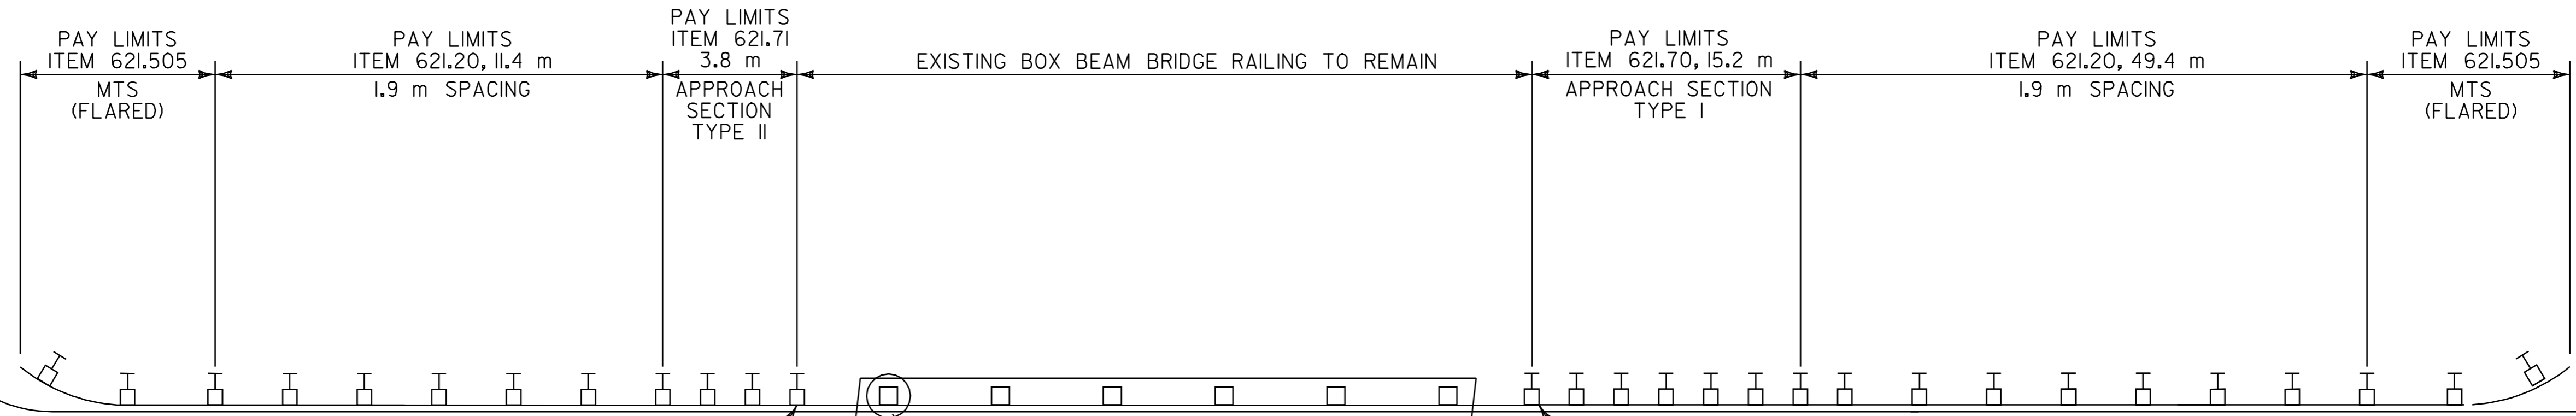 PAY LIMITS
ITEM 621.505
MTS
(FLARED)
PAY LIMITS
ITEM 621.20, 11.4 m
1.9 m SPACING
PAY LIMITS
ITEM 621.71
3.8 m
APPROACH
SECTION
TYPE II
EXISTING BOX BEAM BRIDGE RAILING TO REMAIN
PAY LIMITS
ITEM 621.70, 15.2 m
APPROACH SECTION
TYPE I
PAY LIMITS
ITEM 621.20, 49.4 m
1.9 m SPACING
PAY LIMITS
ITEM 621.505
MTS
(FLARED)